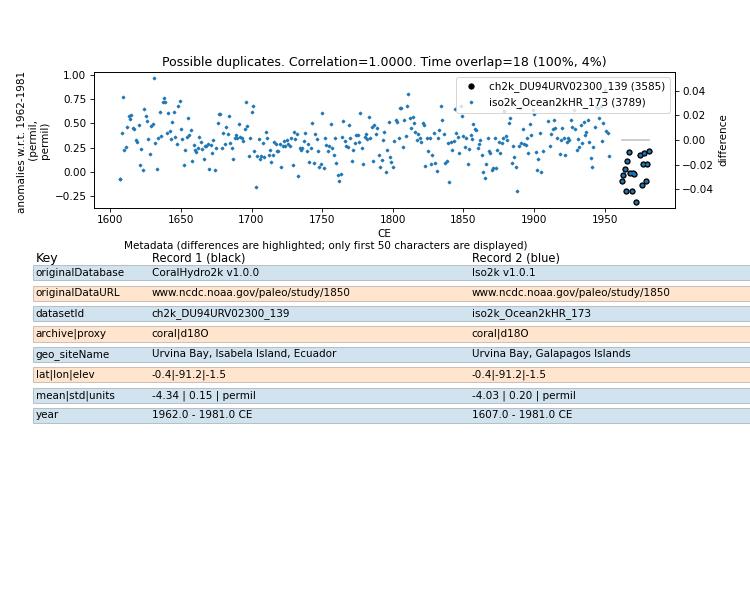 Possible duplicates. Correlation=1.0000. Time overlap=18 (100%, 4%)
anomalies w.r.t. 1962-1981
(permil,
permil)
1.00
0.75
0.50
0.25
0.00
−0.25
ch2k_DU94URV02300_139 (3585)
iso2k_Ocean2kHR_173 (3789)
0.04
0.02
0.00
−0.02
−0.04
difference
1600 1650 1700 1750 1800 1850 1900 1950
CE
Metadata (differences are highlighted; only first 50 characters are displayed)
Key Record 1 (black) Record 2 (blue)
originalDatabase CoralHydro2k v1.0.0 Iso2k v1.0.1
originalDataURL www.ncdc.noaa.gov/paleo/study/1850 www.ncdc.noaa.gov/paleo/study/1850
datasetId ch2k_DU94URV02300_139 iso2k_Ocean2kHR_173
archive|proxy coral|d18O coral|d18O
geo_siteName Urvina Bay, Isabela Island, Ecuador Urvina Bay, Galapagos Islands
lat|lon|elev -0.4|-91.2|-1.5 -0.4|-91.2|-1.5
mean|std|units -4.34 | 0.15 | permil -4.03 | 0.20 | permil
year 1962.0 - 1981.0 CE 1607.0 - 1981.0 CE